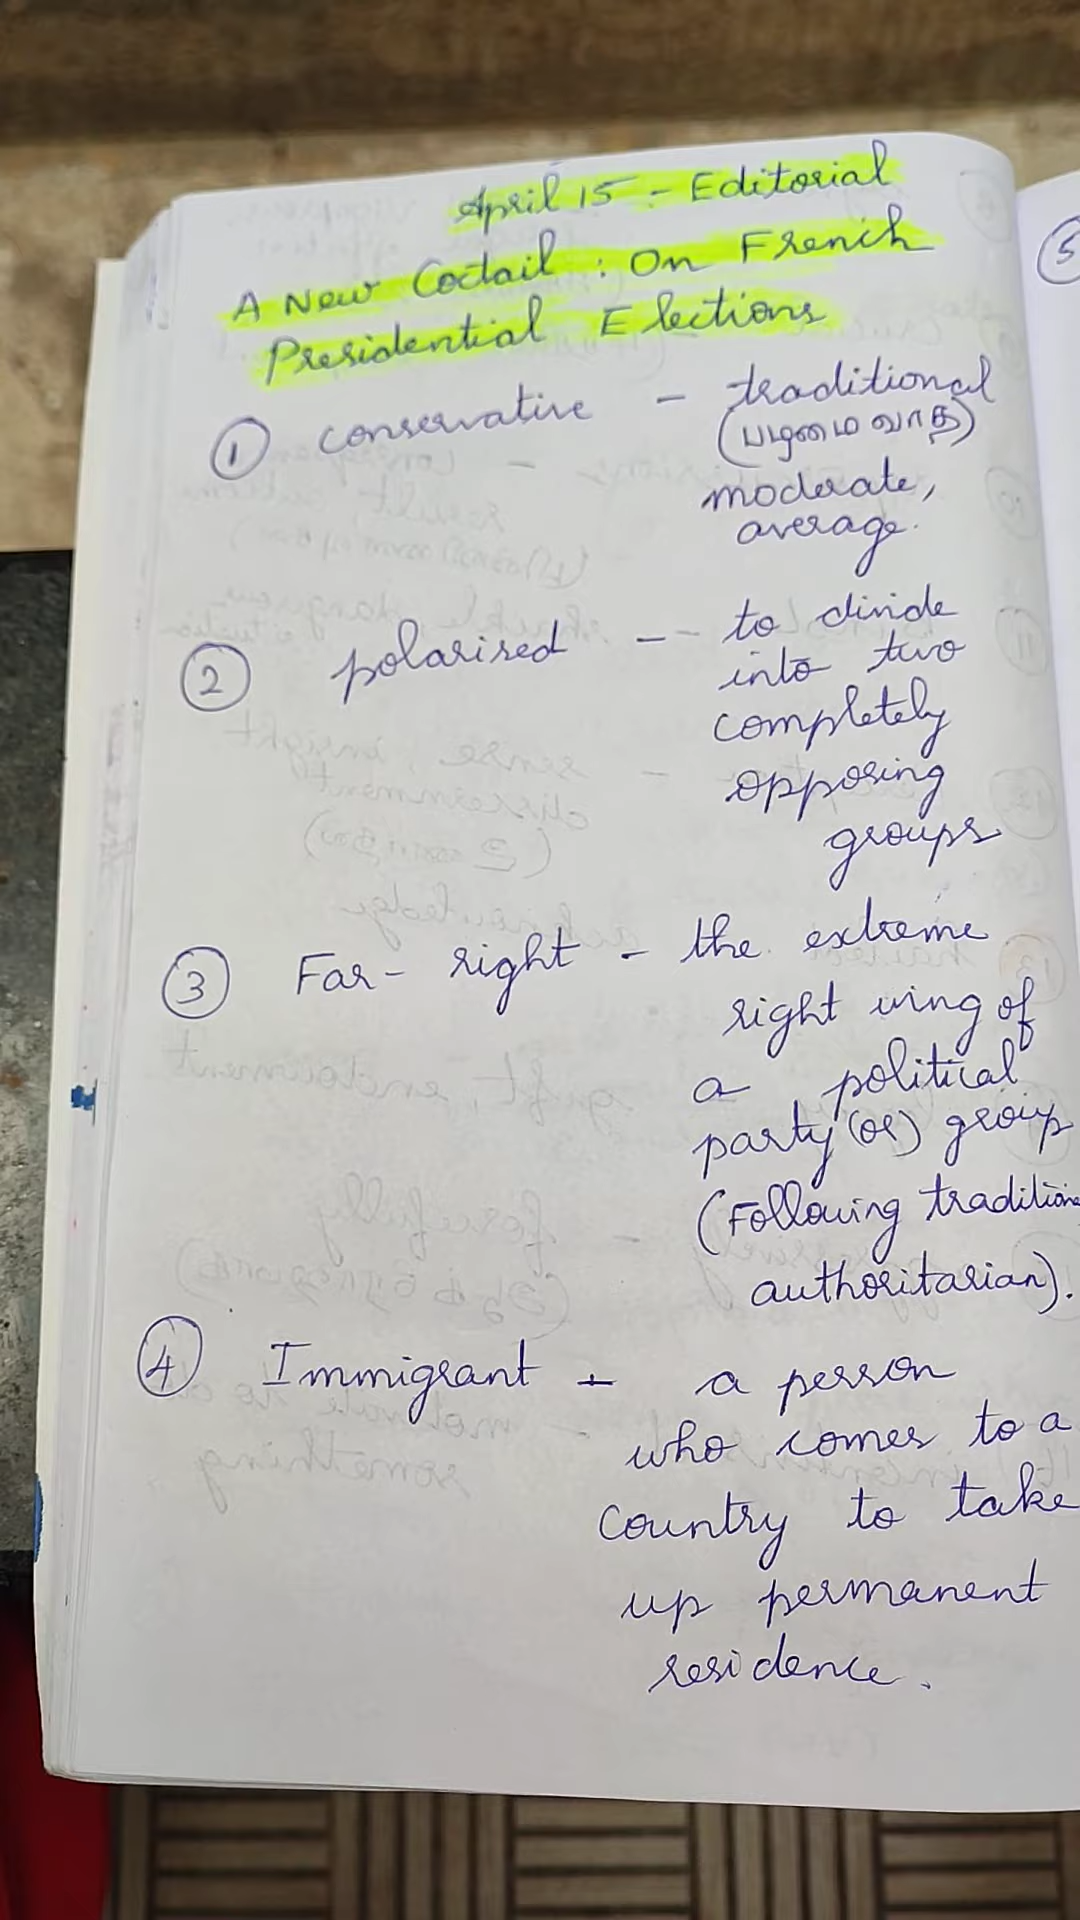 April 15 - Editorial
A New Coctail : On French
Presidential Elections
① conservative - traditional
(பழமைவாத)
moderate,
average.
② polarised -- to divide
into two
completely
opposing
groups
③ Far- right - the extreme
right wing of
a political
party (or) group
(Following tradition
authoritarian).
④ Immigrant - a person
who comes to a
country to take
up permanent
residence.
⑤